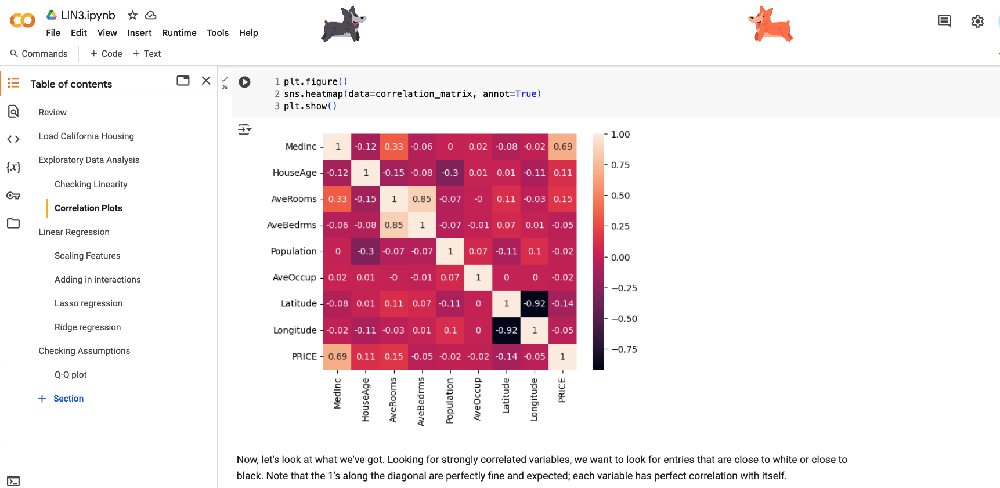 LIN3.ipynb
File Edit View Insert Runtime Tools Help
Commands + Code + Text
Table of contents
Review
Load California Housing
Exploratory Data Analysis
Checking Linearity
Correlation Plots
Linear Regression
Scaling Features
Adding in interactions
Lasso regression
Ridge regression
Checking Assumptions
Q-Q plot
+ Section
0s
1 plt.figure()
2 sns.heatmap(data=correlation_matrix, annot=True)
3 plt.show()
MedInc 1 -0.12 0.33 -0.06 0 0.02 -0.08 -0.02 0.69
HouseAge -0.12 1 -0.15 -0.08 -0.3 0.01 0.01 -0.11 0.11
AveRooms 0.33 -0.15 1 0.85 -0.07 -0 0.11 -0.03 0.15
AveBedrms -0.06 -0.08 0.85 1 -0.07 -0.01 0.07 0.01 -0.05
Population 0 -0.3 -0.07 -0.07 1 0.07 -0.11 0.1 -0.02
AveOccup 0.02 0.01 -0 -0.01 0.07 1 0 0 -0.02
Latitude -0.08 0.01 0.11 0.07 -0.11 0 1 -0.92 -0.14
Longitude -0.02 -0.11 -0.03 0.01 0.1 0 -0.92 1 -0.05
PRICE 0.69 0.11 0.15 -0.05 -0.02 -0.02 -0.14 -0.05 1
MedInc HouseAge AveRooms AveBedrms Population AveOccup Latitude Longitude PRICE
1.00
0.75
0.50
0.25
0.00
−0.25
−0.50
−0.75
Now, let's look at what we've got. Looking for strongly correlated variables, we want to look for entries that are close to white or close to
black. Note that the 1's along the diagonal are perfectly fine and expected; each variable has perfect correlation with itself.